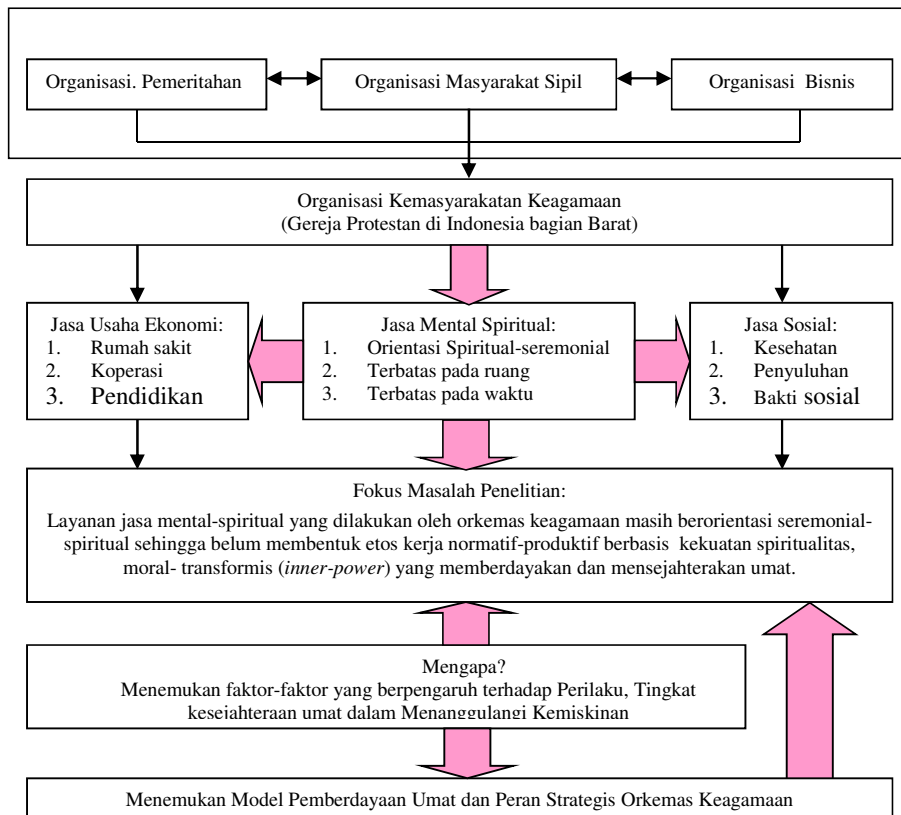 Organisasi. Pemeritahan
Organisasi Masyarakat Sipil
Organisasi Bisnis
Organisasi Kemasyarakatan Keagamaan
(Gereja Protestan di Indonesia bagian Barat)
Jasa Usaha Ekonomi:
1. Rumah sakit
2. Koperasi
3. Pendidikan
Jasa Mental Spiritual:
1. Orientasi Spiritual-seremonial
2. Terbatas pada ruang
3. Terbatas pada waktu
Jasa Sosial:
1. Kesehatan
2. Penyuluhan
3. Bakti sosial
Fokus Masalah Penelitian:
Layanan jasa mental-spiritual yang dilakukan oleh orkemas keagamaan masih berorientasi seremonial-
spiritual sehingga belum membentuk etos kerja normatif-produktif berbasis kekuatan spiritualitas,
moral- transformis (inner-power) yang memberdayakan dan mensejahterakan umat.
Mengapa?
Menemukan faktor-faktor yang berpengaruh terhadap Perilaku, Tingkat
kesejahteraan umat dalam Menanggulangi Kemiskinan
Menemukan Model Pemberdayaan Umat dan Peran Strategis Orkemas Keagamaan